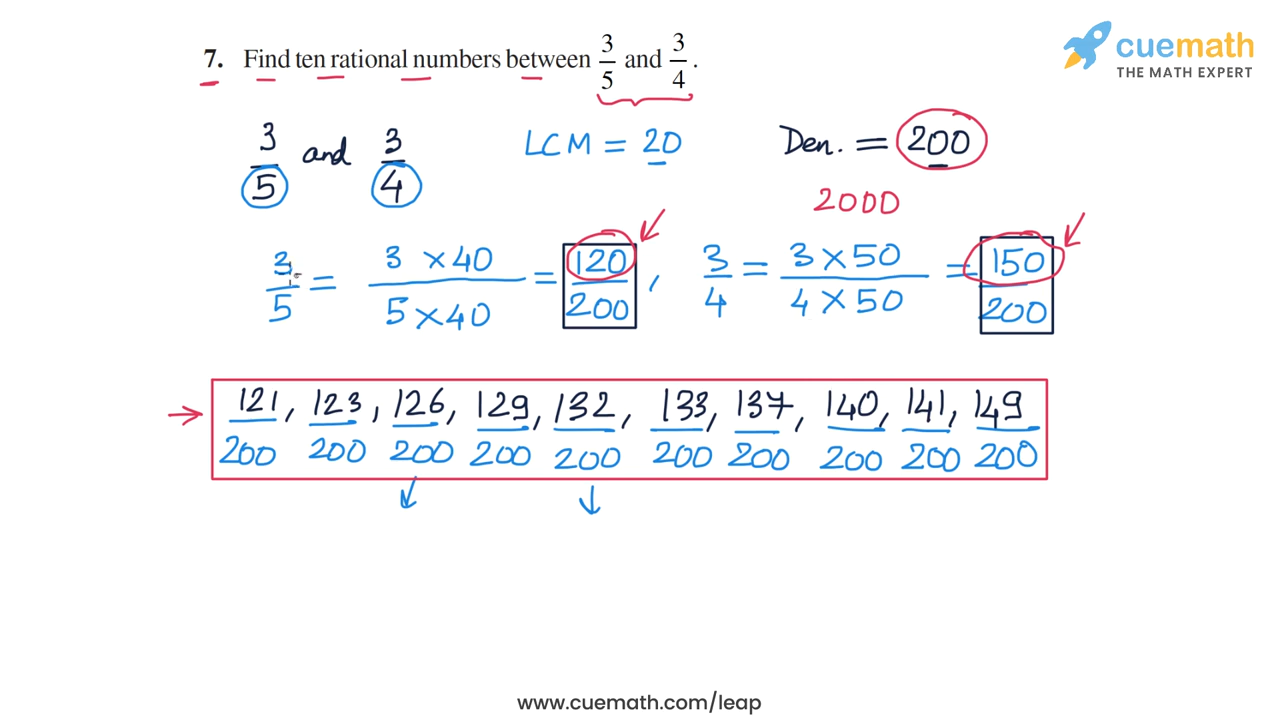 cuemath
THE MATH EXPERT
7. Find ten rational numbers between 3/5 and 3/4.
3/5 and 3/4 LCM = 20 Den. = 200
2000
3/5 = 3 × 40 / 5 × 40 = 120/200 , 3/4 = 3 × 50 / 4 × 50 = 150/200
121/200, 123/200, 126/200, 129/200, 132/200, 133/200, 137/200, 140/200, 141/200, 149/200
www.cuemath.com/leap